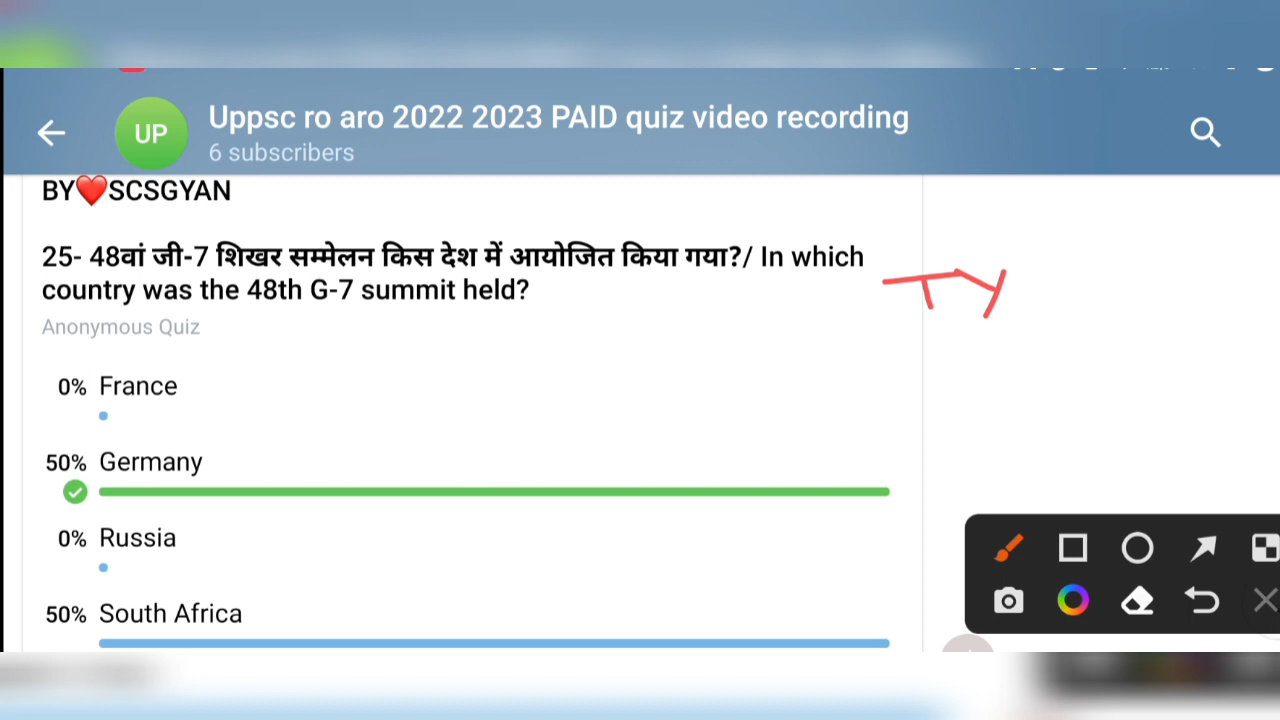 Uppsc ro aro 2022 2023 PAID quiz video recording
UP
6 subscribers
BY❤️SCSGYAN
25- 48वां जी-7 शिखर सम्मेलन किस देश में आयोजित किया गया?/ In which
country was the 48th G-7 summit held?
Anonymous Quiz
0% France
50% Germany
0% Russia
50% South Africa